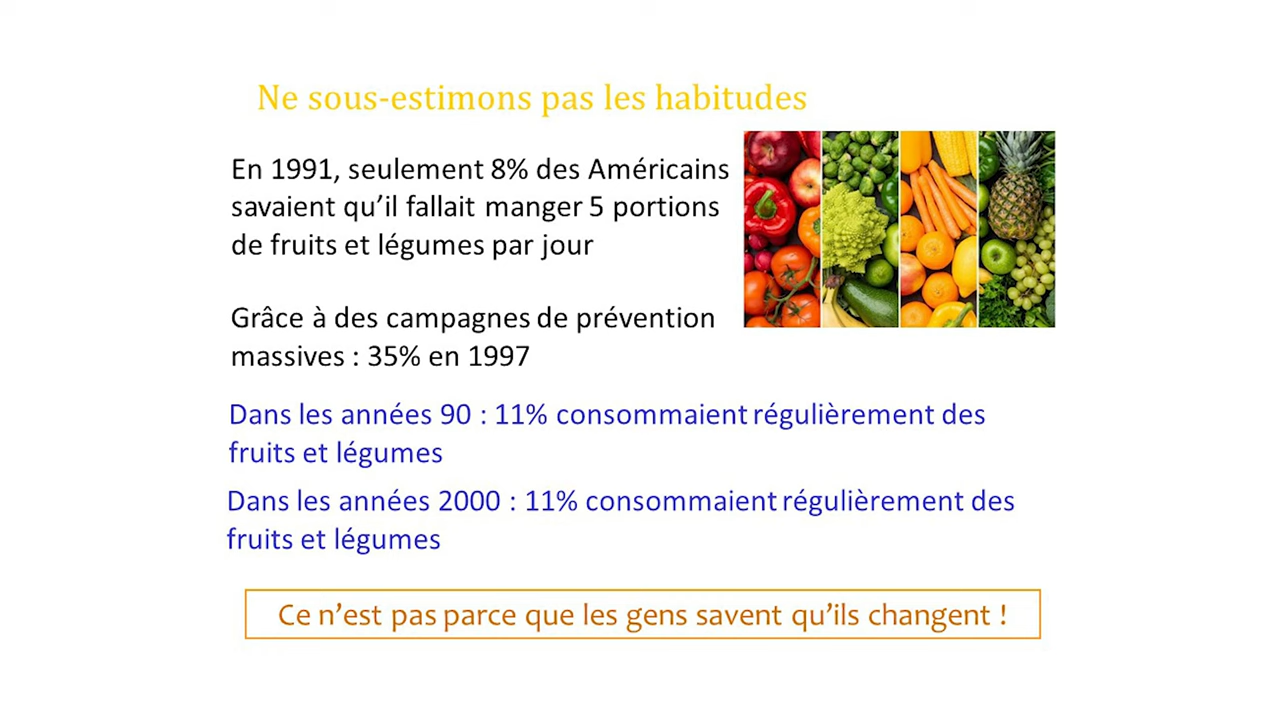 Ne sous-estimons pas les habitudes
En 1991, seulement 8% des Américains
savaient qu’il fallait manger 5 portions
de fruits et légumes par jour
Grâce à des campagnes de prévention
massives : 35% en 1997
Dans les années 90 : 11% consommaient régulièrement des
fruits et légumes
Dans les années 2000 : 11% consommaient régulièrement des
fruits et légumes
Ce n’est pas parce que les gens savent qu’ils changent !